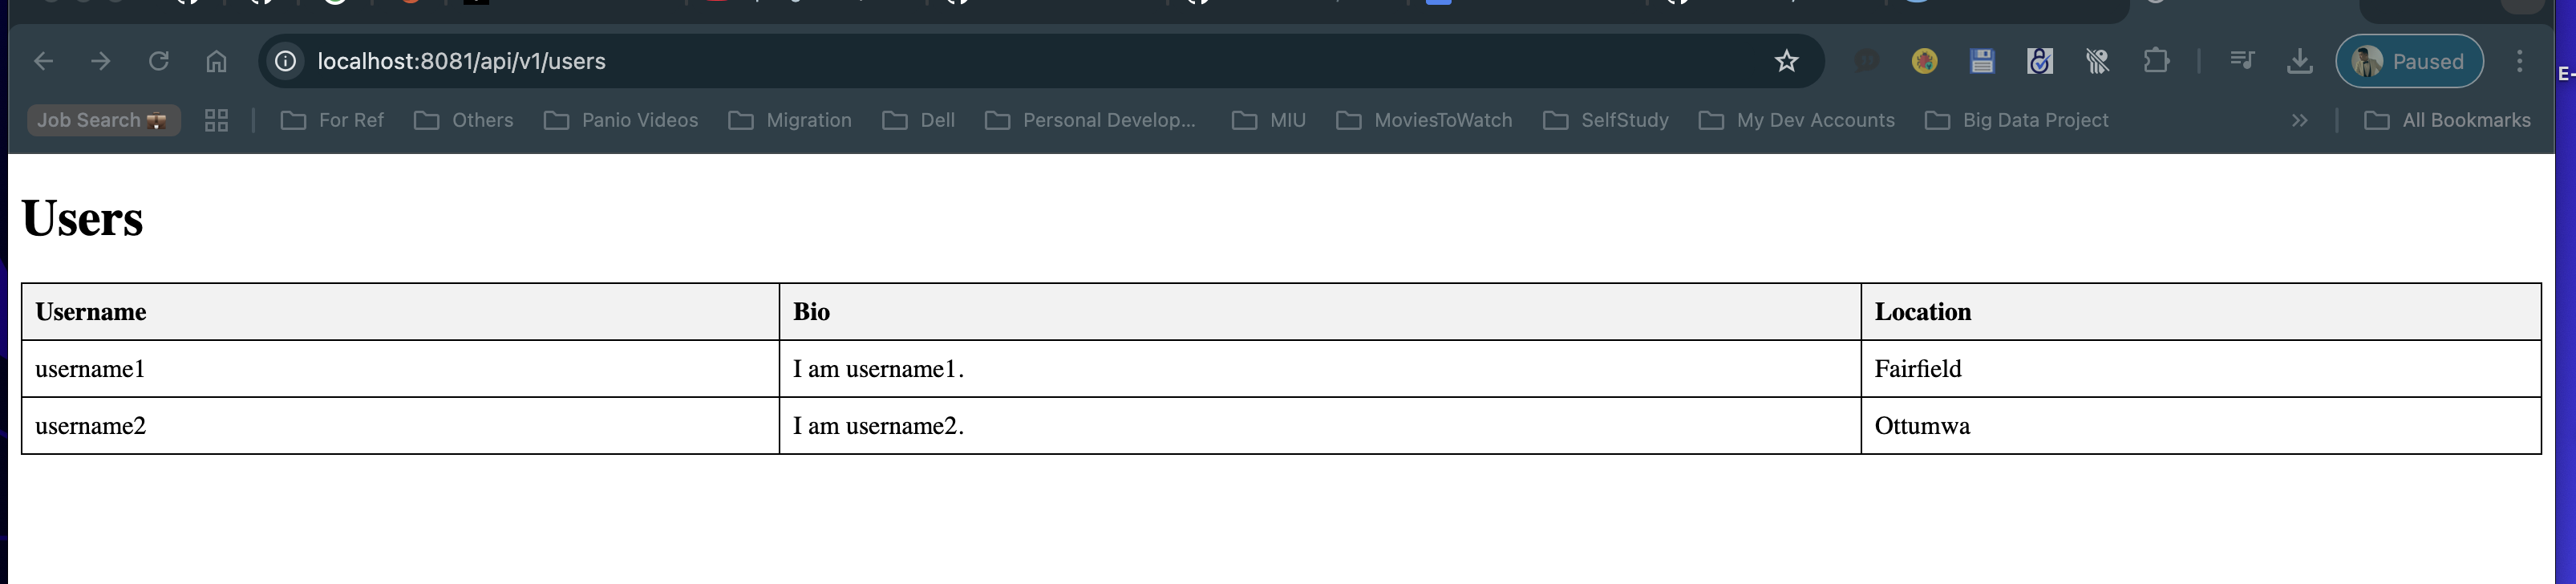 localhost:8081/api/v1/users
Paused
E-
Job Search
For Ref
Others
Panio Videos
Migration
Dell
Personal Develop...
MIU
MoviesToWatch
SelfStudy
My Dev Accounts
Big Data Project
All Bookmarks
Users
Username Bio Location
username1 I am username1. Fairfield
username2 I am username2. Ottumwa